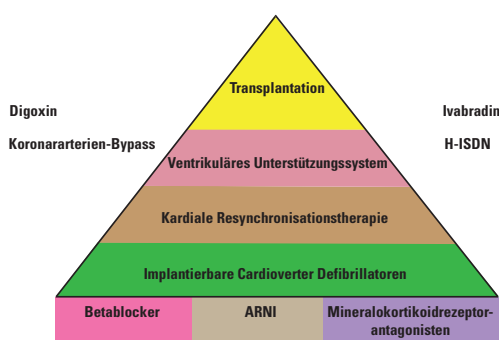 Transplantation
Digoxin
Ivabradin
Koronararterien-Bypass
H-ISDN
Ventrikuläres Unterstützungssystem
Kardiale Resynchronisationstherapie
Implantierbare Cardioverter Defibrillatoren
Betablocker
ARNI
Mineralokortikoidrezeptor-
antagonisten